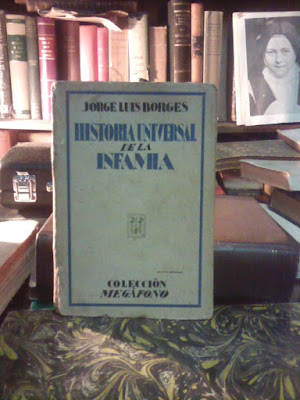 JORGE LUIS BORGES
HISTORIA UNIVERSAL
DE LA
INFAMIA
COLECCIÓN
MEGÁFONO